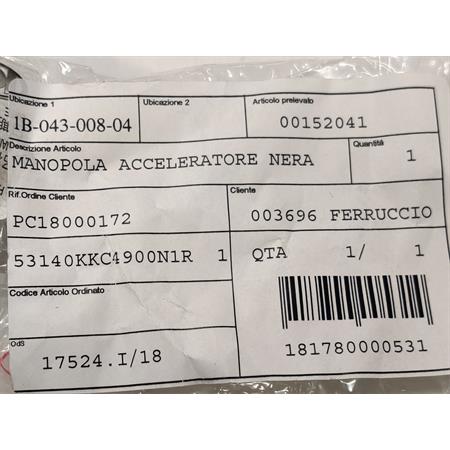 Ubicazione 1 Ubicazione 2 Articolo prelevato
1B-043-008-04 00152041
Descrizione Articolo Quantità
MANOPOLA ACCELERATORE NERA 1
Rif.Ordine Cliente Cliente
PC18000172 003696 FERRUCCIO
53140KKC4900N1R 1 QTA 1/ 1
Codice Articolo Ordinato
OdS
17524.I/18 181780000531